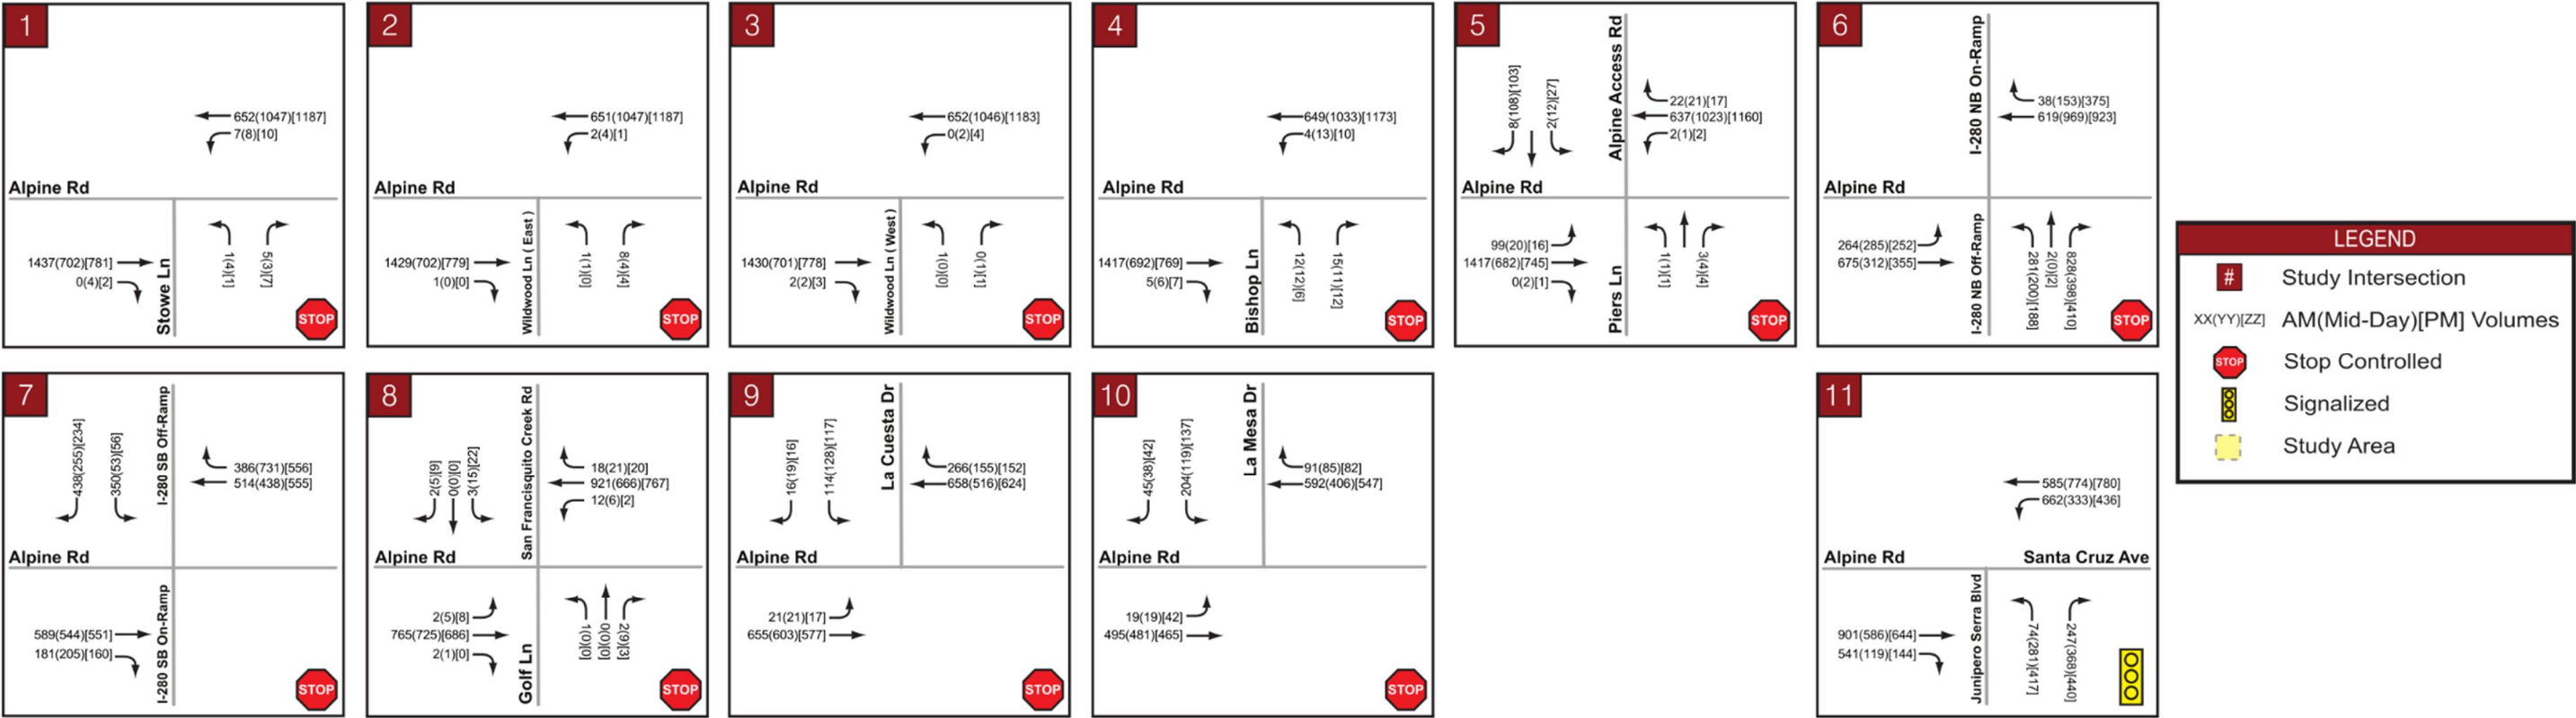 1
652(1047)[1187]
7(8)[10]
Alpine Rd
1437(702)[781]
0(4)[2]
Stowe Ln
1(4)[1]
5(3)[7]
STOP
2
651(1047)[1187]
2(4)[1]
Alpine Rd
1429(702)[779]
1(0)[0]
Wildwood Ln ( East )
1(1)[0]
8(4)[4]
STOP
3
652(1046)[1183]
0(2)[4]
Alpine Rd
1430(701)[778]
2(2)[3]
Wildwood Ln ( West )
1(0)[0]
0(1)[1]
STOP
4
649(1033)[1173]
4(13)[10]
Alpine Rd
1417(692)[769]
5(6)[7]
Bishop Ln
12(12)[6]
15(11)[12]
STOP
5
8(108)[103]
2(12)[27]
Alpine Access Rd
22(21)[17]
637(1023)[1160]
2(1)[2]
Alpine Rd
99(20)[16]
1417(682)[745]
0(2)[1]
Piers Ln
1(1)[1]
3(4)[4]
STOP
6
I-280 NB On-Ramp
38(153)[375]
619(969)[923]
Alpine Rd
264(285)[252]
675(312)[355]
I-280 NB Off-Ramp
281(200)[188]
2(0)[2]
828(398)[410]
STOP
7
438(255)[234]
350(53)[56]
I-280 SB Off-Ramp
386(731)[556]
514(438)[555]
Alpine Rd
589(544)[551]
181(205)[160]
I-280 SB On-Ramp
STOP
8
2(5)[9]
0(0)[0]
3(15)[22]
San Francisquito Creek Rd
18(21)[20]
921(666)[767]
12(6)[2]
Alpine Rd
2(5)[8]
765(725)[686]
2(1)[0]
Golf Ln
1(0)[0]
0(0)[0]
2(9)[3]
STOP
9
16(19)[16]
114(128)[117]
La Cuesta Dr
266(155)[152]
658(516)[624]
Alpine Rd
21(21)[17]
655(603)[577]
STOP
10
45(38)[42]
204(119)[137]
La Mesa Dr
91(85)[82]
592(406)[547]
Alpine Rd
19(19)[42]
495(481)[465]
STOP
11
585(774)[780]
662(333)[436]
Alpine Rd
Santa Cruz Ave
901(586)[644]
541(119)[144]
Junipero Serra Blvd
74(281)[417]
247(368)[440]
LEGEND
# Study Intersection
XX(YY)[ZZ] AM(Mid-Day)[PM] Volumes
STOP Stop Controlled
Signalized
Study Area